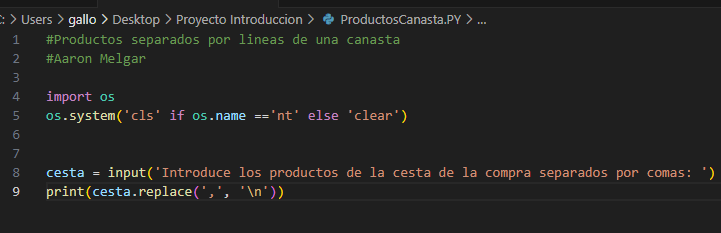 : > Users > gallo > Desktop > Proyecto Introduccion > ProductosCanasta.PY > ...
1 #Productos separados por lineas de una canasta
2 #Aaron Melgar
3
4 import os
5 os.system('cls' if os.name =='nt' else 'clear')
6
7
8 cesta = input('Introduce los productos de la cesta de la compra separados por comas: ')
9 print(cesta.replace(',', '\n'))